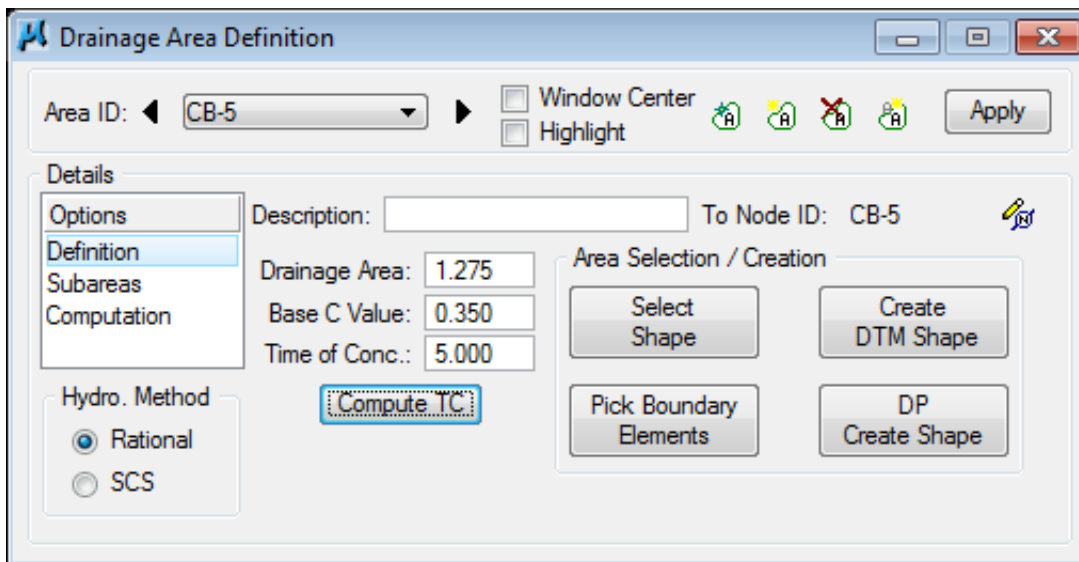 Drainage Area Definition
Area ID: CB-5
Window Center
Highlight
Apply
Details
Options
Definition
Subareas
Computation
Description:
To Node ID: CB-5
Drainage Area: 1.275
Base C Value: 0.350
Time of Conc.: 5.000
Compute TC
Area Selection / Creation
Select
Shape
Create
DTM Shape
Pick Boundary
Elements
DP
Create Shape
Hydro. Method
Rational
SCS